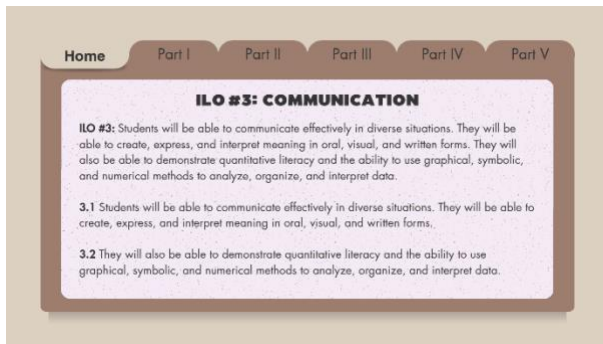 Home Part I Part II Part III Part IV Part V
ILO #3: COMMUNICATION
ILO #3: Students will be able to communicate effectively in diverse situations. They will be
able to create, express, and interpret meaning in oral, visual, and written forms. They will
also be able to demonstrate quantitative literacy and the ability to use graphical, symbolic,
and numerical methods to analyze, organize, and interpret data.
3.1 Students will be able to communicate effectively in diverse situations. They will be able to
create, express, and interpret meaning in oral, visual, and written forms.
3.2 They will also be able to demonstrate quantitative literacy and the ability to use
graphical, symbolic, and numerical methods to analyze, organize, and interpret data.